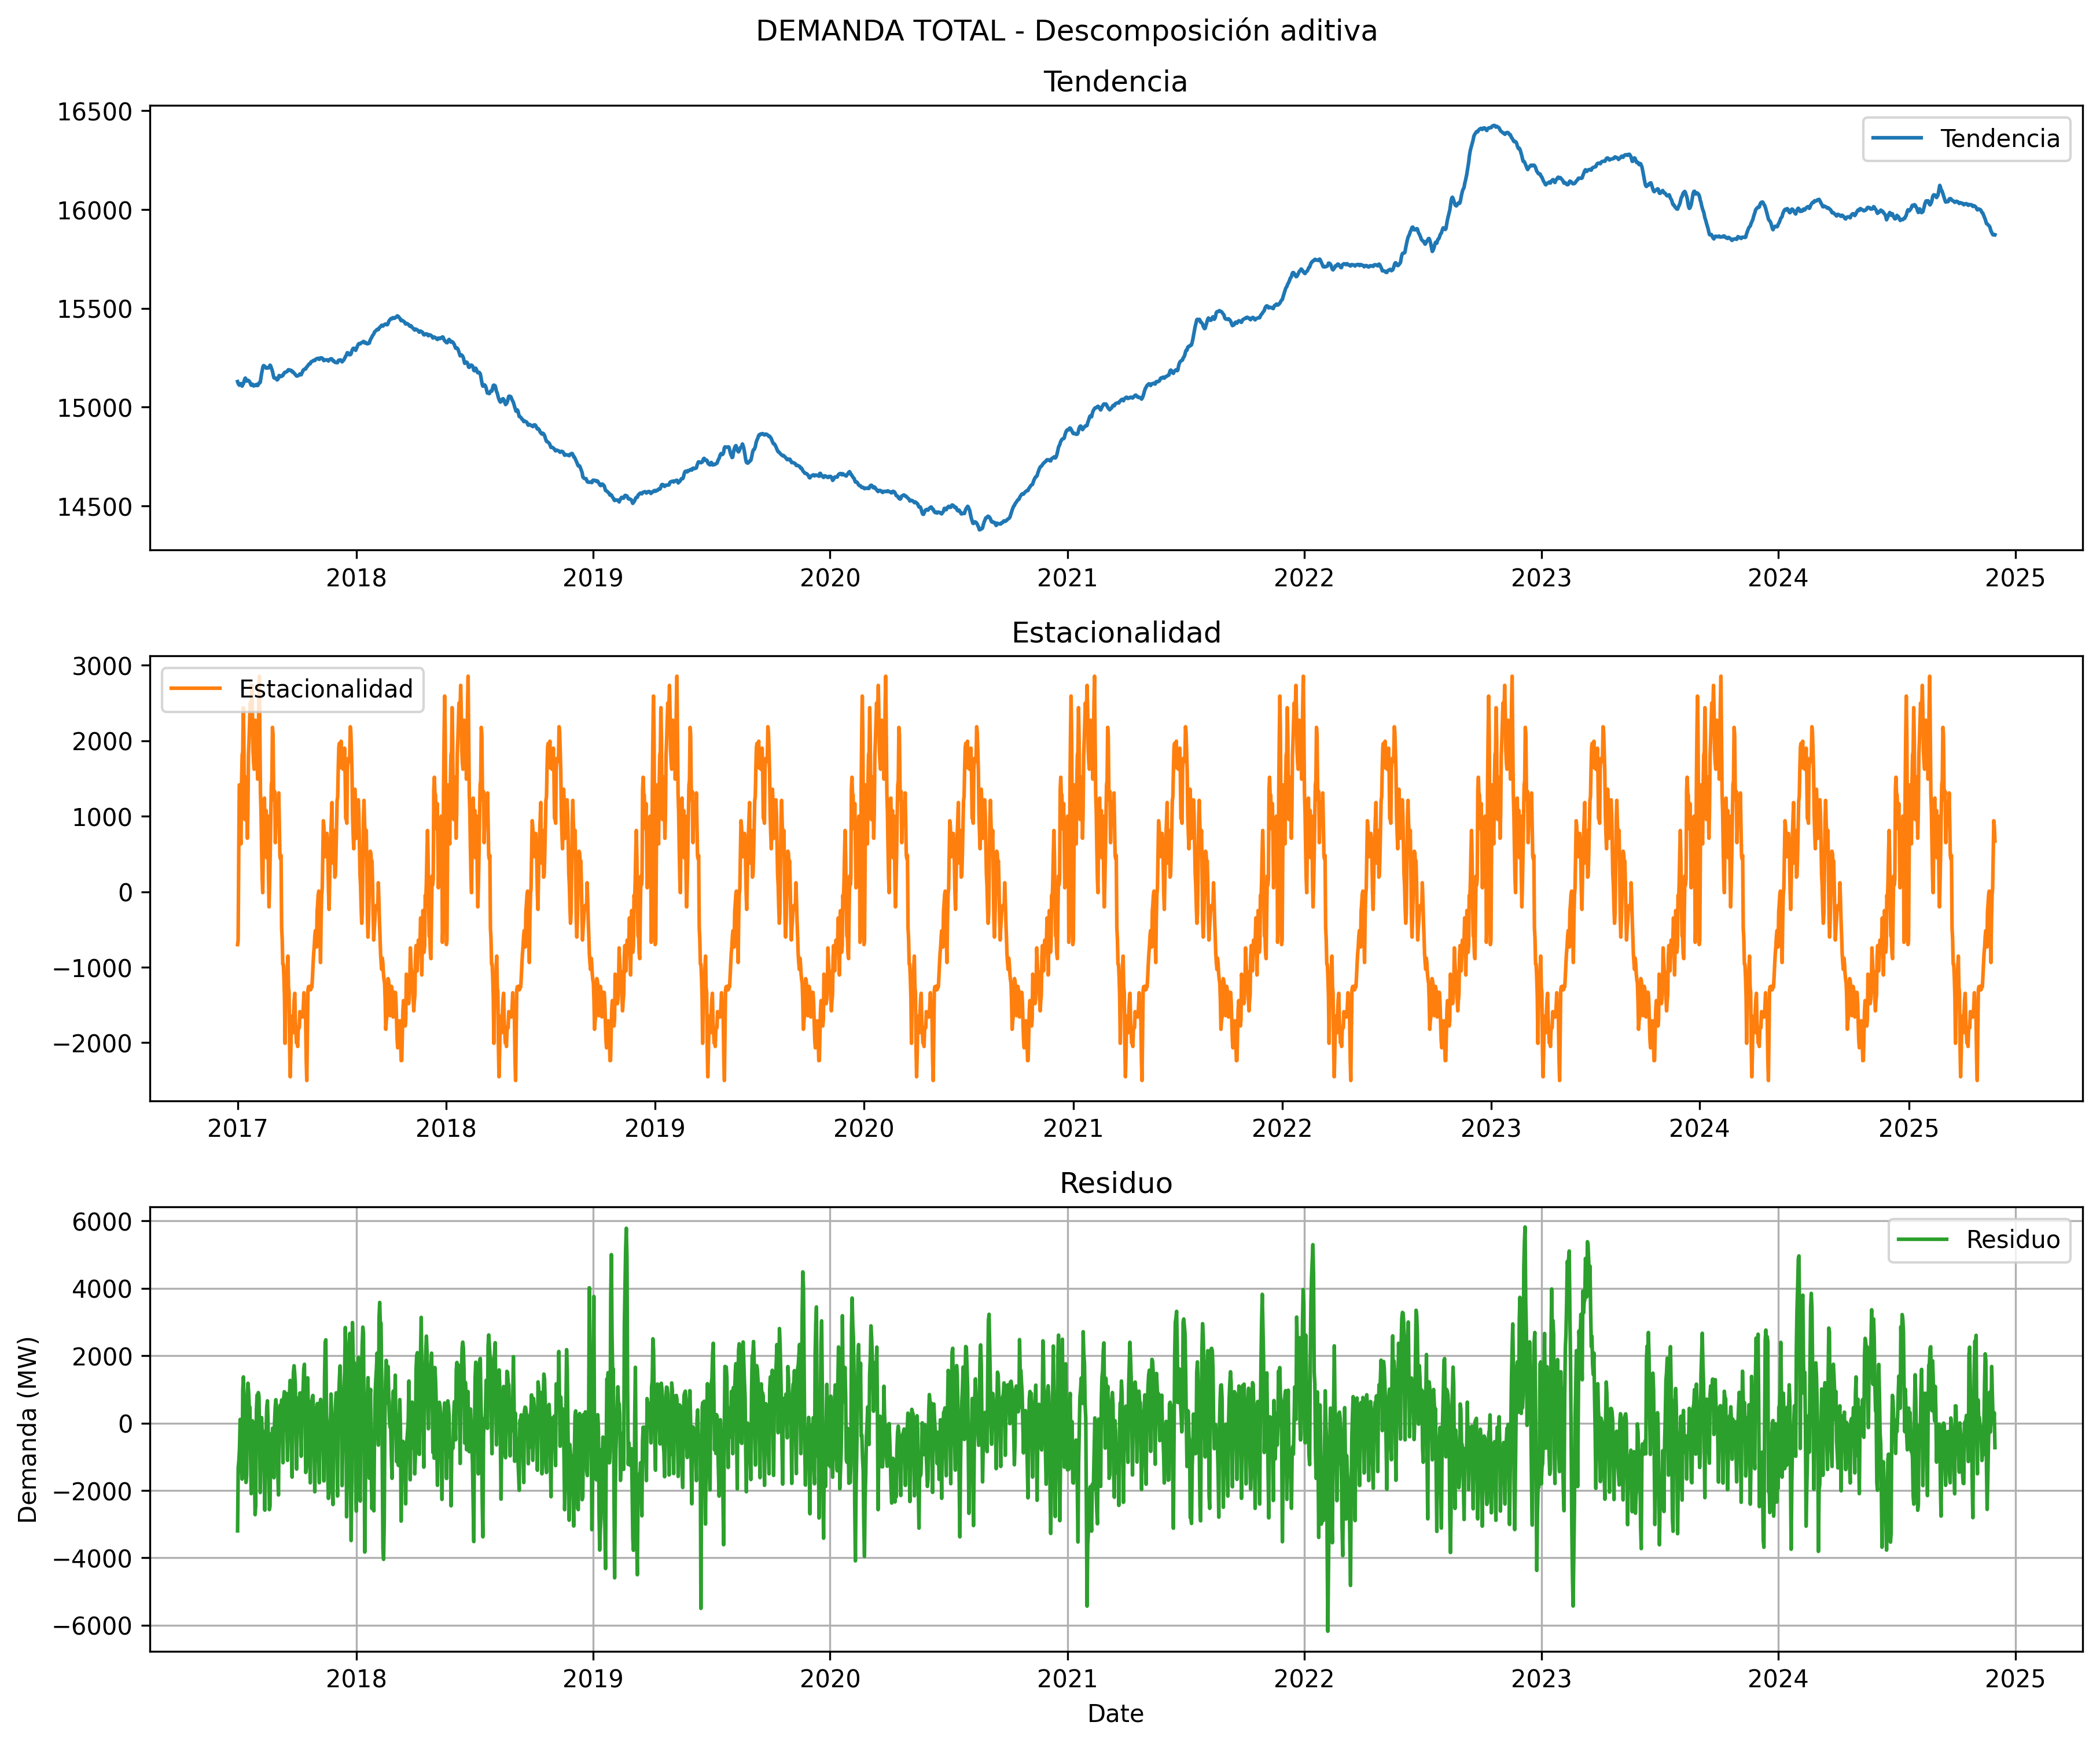 DEMANDA TOTAL - Descomposición aditiva
Tendencia
16500
16000
15500
15000
14500
Tendencia
2018 2019 2020 2021 2022 2023 2024 2025
Estacionalidad
3000
2000
1000
0
−1000
−2000
Estacionalidad
2017 2018 2019 2020 2021 2022 2023 2024 2025
Residuo
6000
4000
2000
0
−2000
−4000
−6000
Demanda (MW)
Residuo
2018 2019 2020 2021 2022 2023 2024 2025
Date